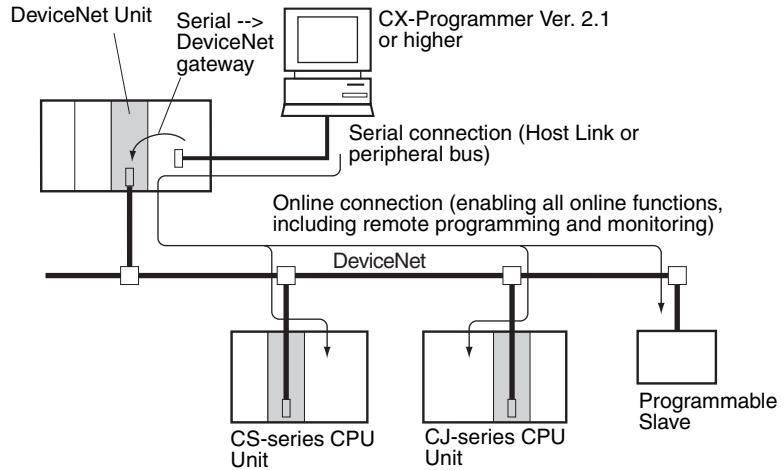 DeviceNet Unit
Serial -->
DeviceNet
gateway
CX-Programmer Ver. 2.1
or higher
Serial connection (Host Link or
peripheral bus)
Online connection (enabling all online functions,
including remote programming and monitoring)
DeviceNet
CS-series CPU
Unit
CJ-series CPU
Unit
Programmable
Slave